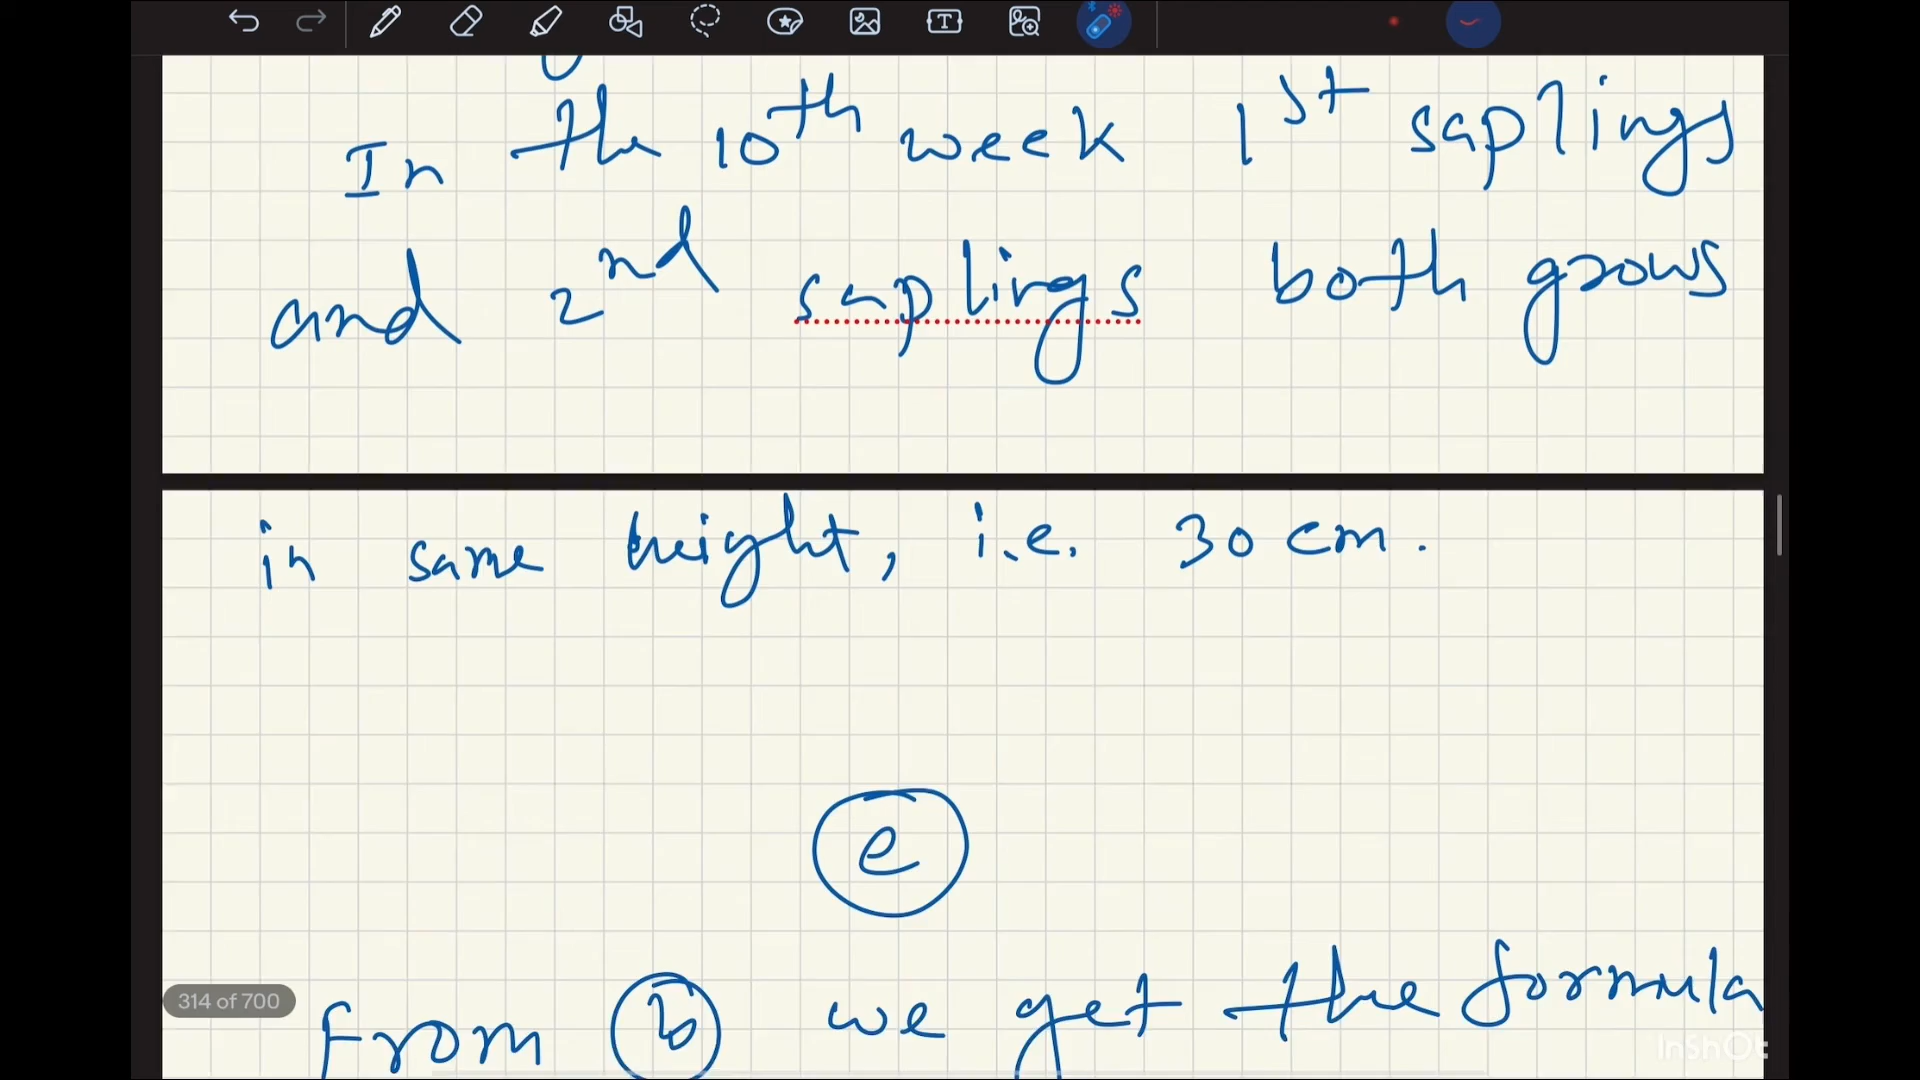 In the 10th week 1st saplings
and 2nd saplings both grows
in same height, i.e. 30 cm.
e
From b we get the formula
314 of 700
InShOt